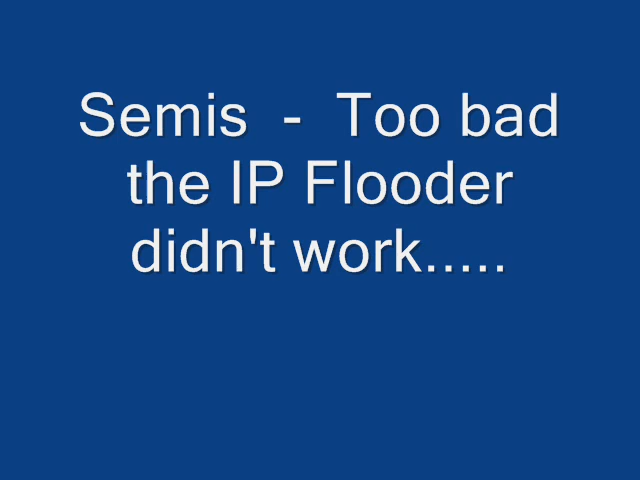 Semis  -  Too bad
the IP Flooder
didn't work.....